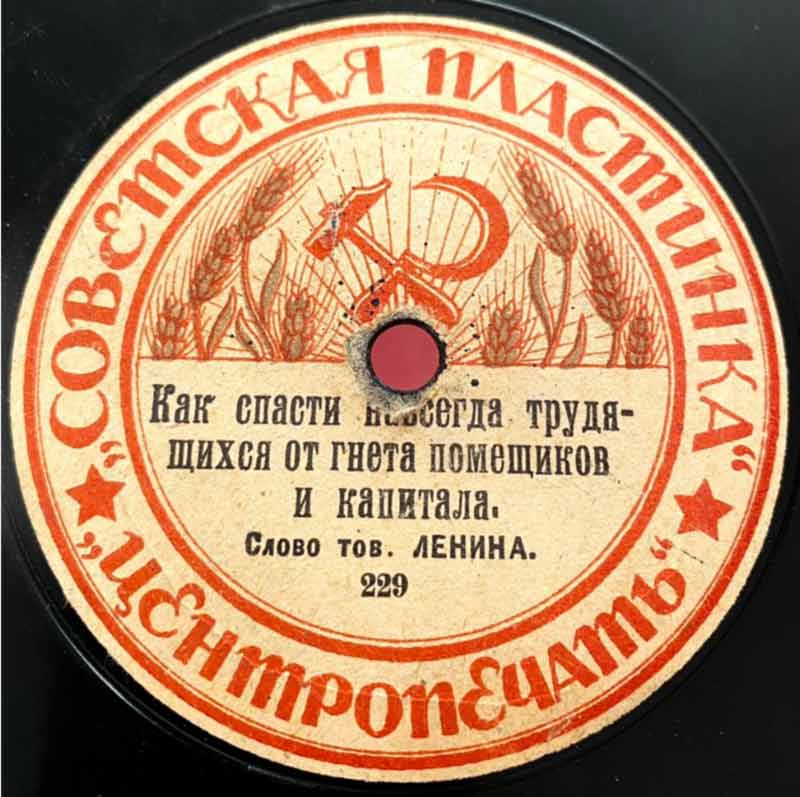 „СОВЕТСКАЯ ПЛАСТИНКА“
Как спасти навсегда трудя-
щихся от гнета помещиков
и капитала.
Слово тов. ЛЕНИНА.
229
„ЦЕНТРОПЕЧАТЬ“